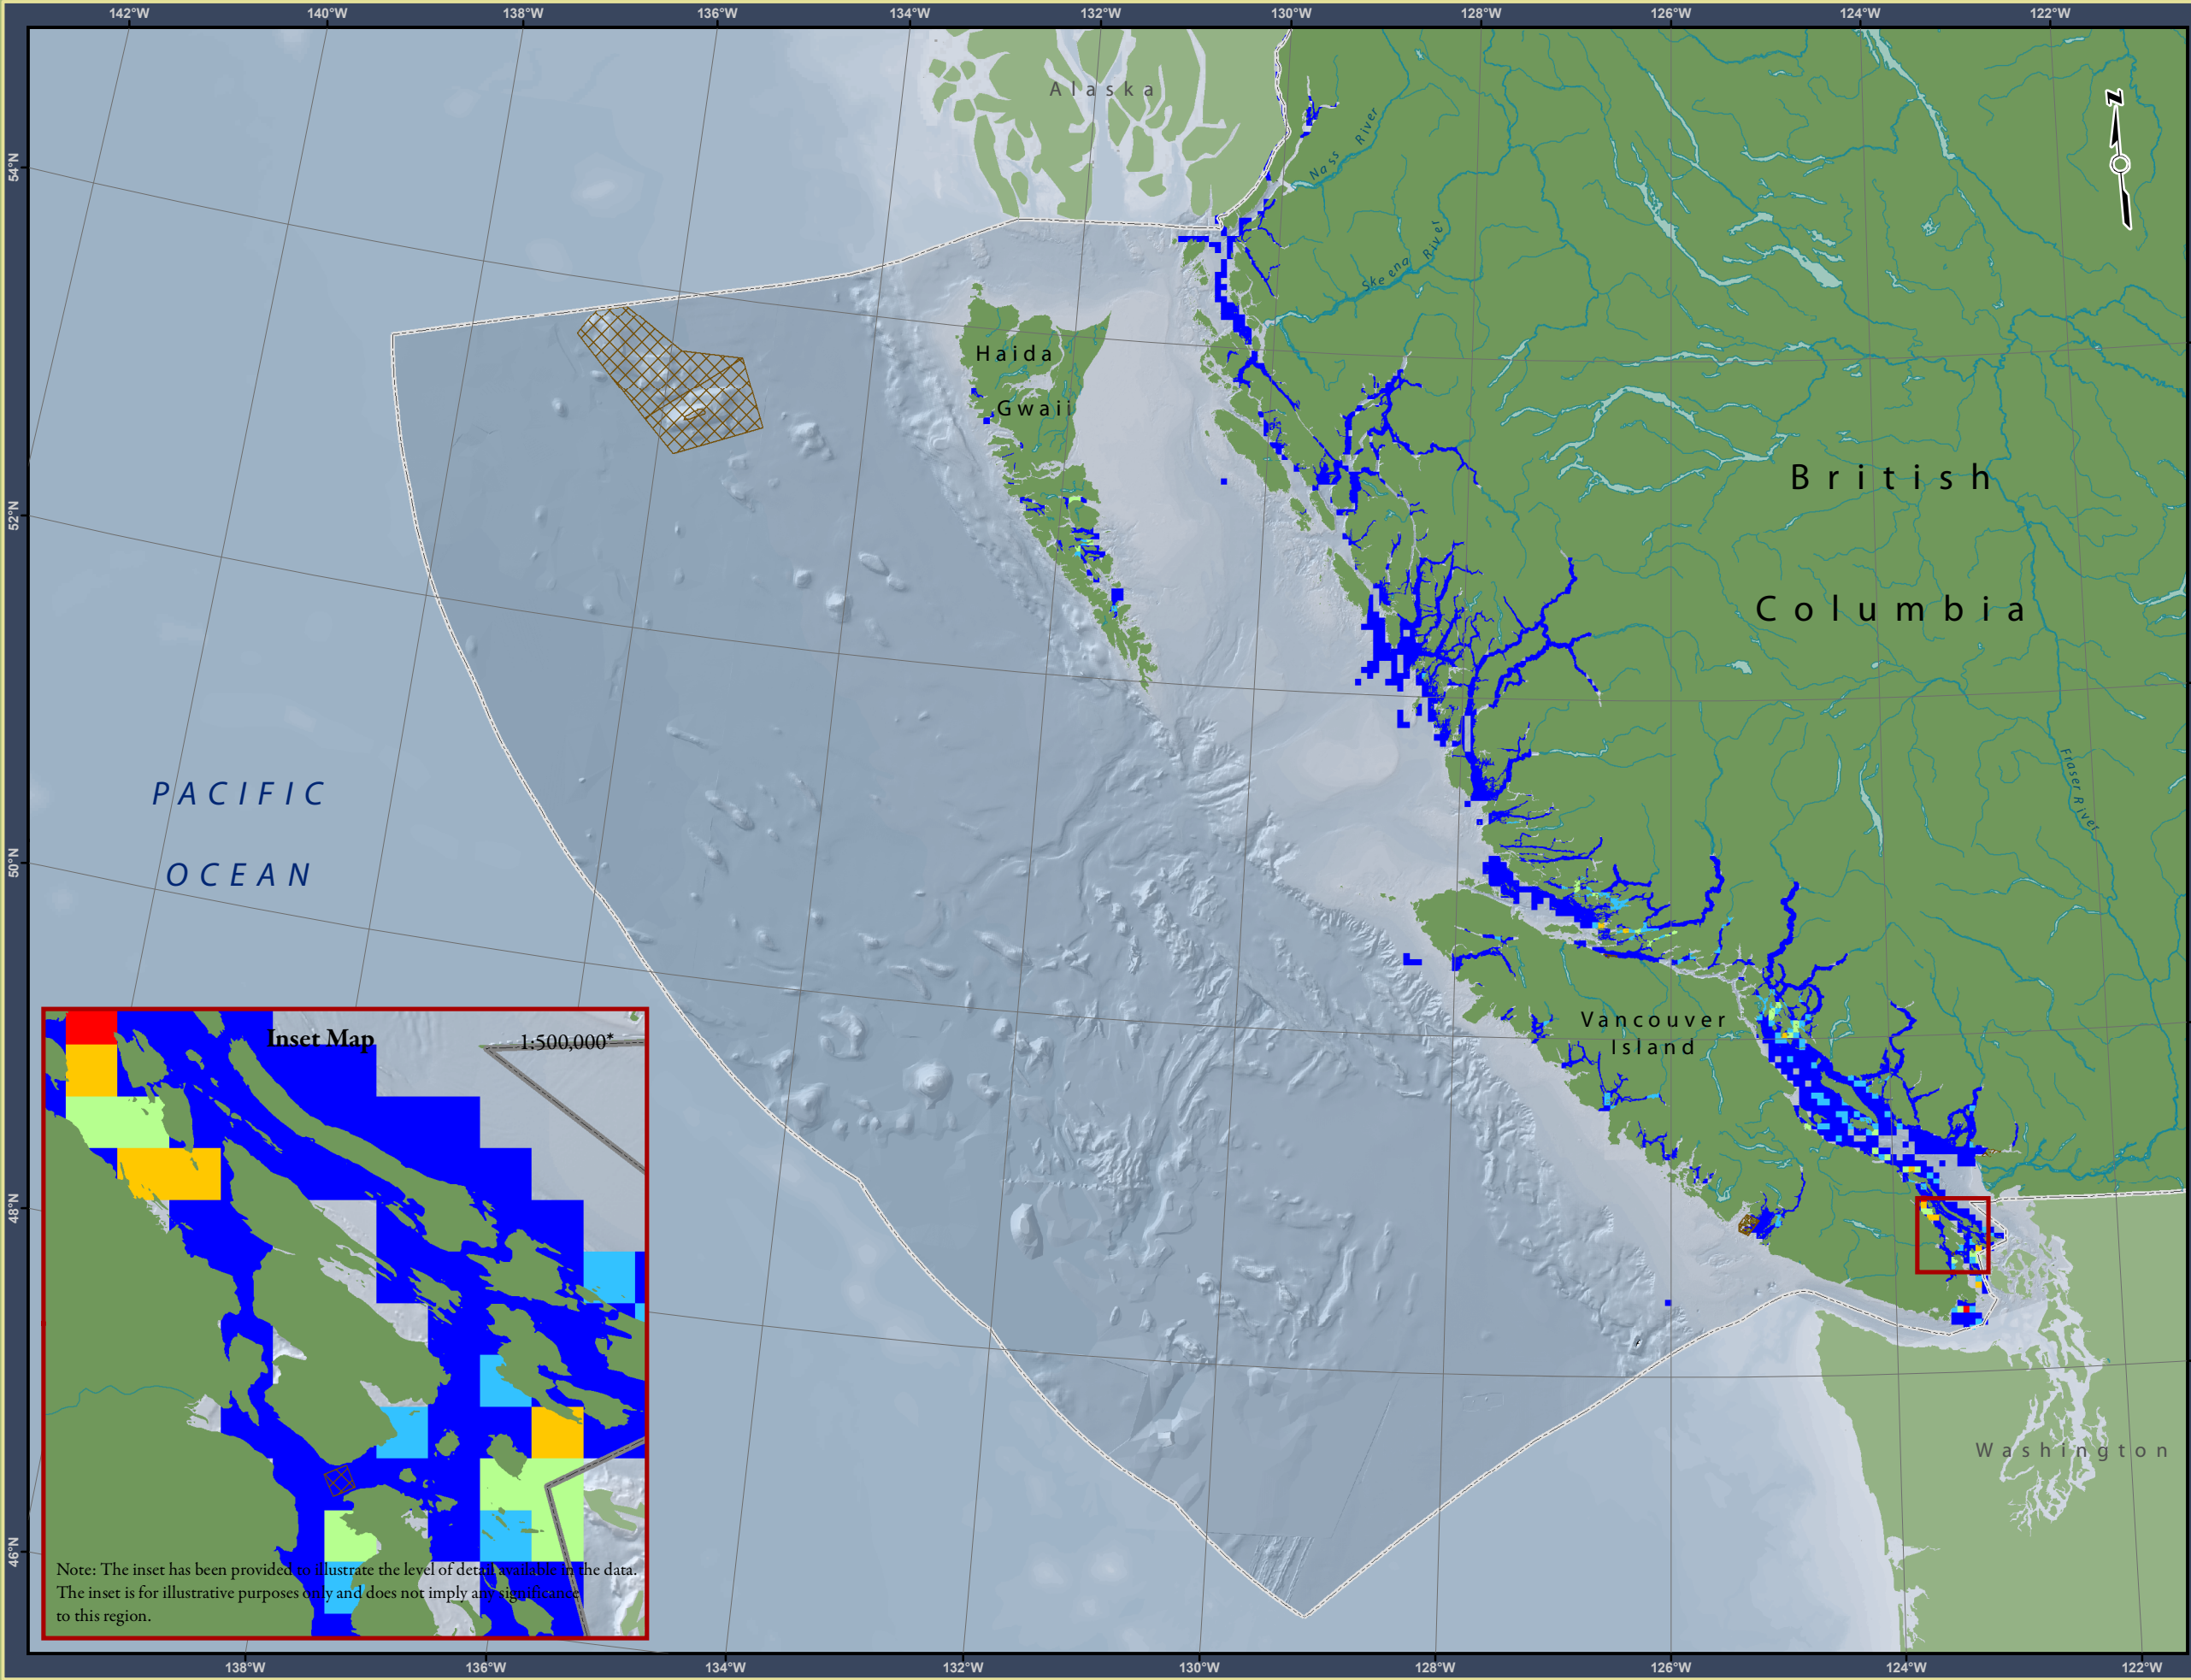 142°W 140°W 138°W 136°W 134°W 132°W 130°W 128°W 126°W 124°W 122°W
Alaska
N
Nass River
54°N
Skeena River
Haida
Gwaii
British
52°N
Columbia
PACIFIC
Fraser River
50°N
OCEAN
Vancouver
Island
Inset Map
1:500,000*
48°N
Washington
46°N
Note: The inset has been provided to illustrate the level of detail available in the data.
The inset is for illustrative purposes only and does not imply any significance
to this region.
138°W 136°W 134°W 132°W 130°W 128°W 126°W 124°W 122°W